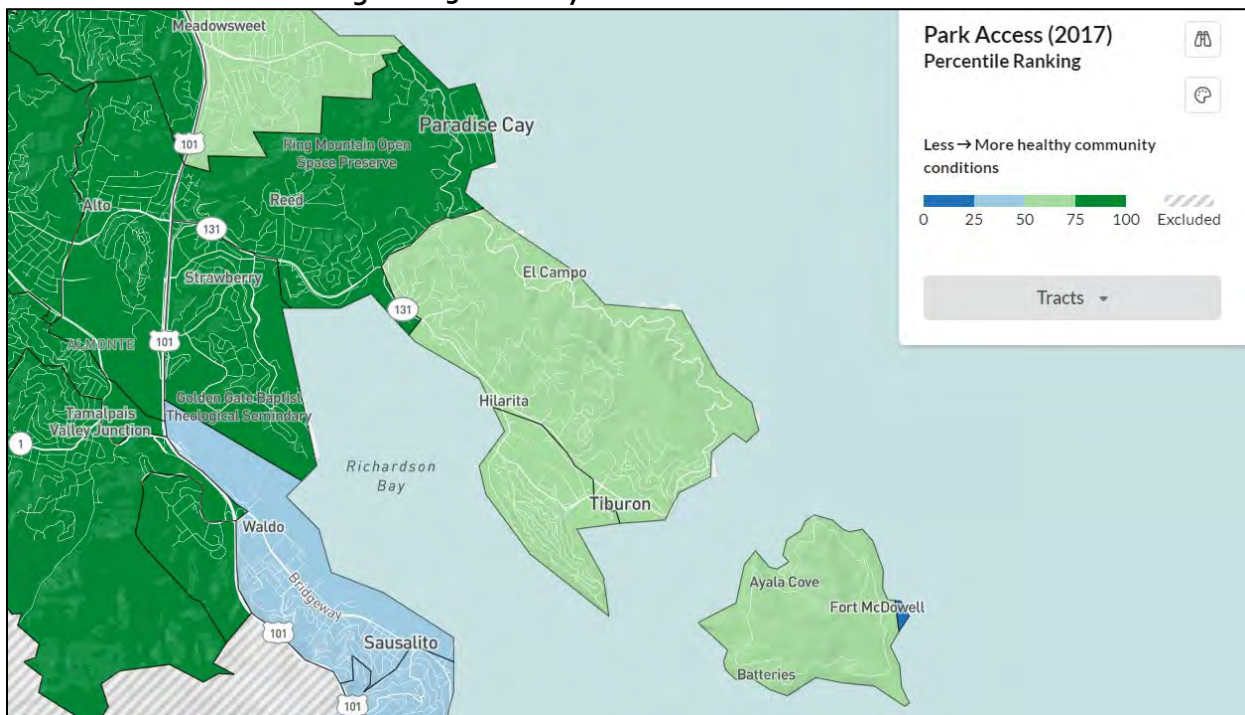 Meadowsweet
101
Paradise Cay
Ring Mountain Open
Space Preserve
Reed
Alto
131
Strawberry
El Campo
131
101
ALMONTE
Golden Gate Baptist
Theological Semindary
Hilarita
Tamalpais
Valley Junction
1
Richardson
Bay
Tiburon
Waldo
Ayala Cove
Fort McDowell
Bridgeway
101
Sausalito
Batteries
101
Park Access (2017)
Percentile Ranking
Less → More healthy community
conditions
0 25 50 75 100 Excluded
Tracts